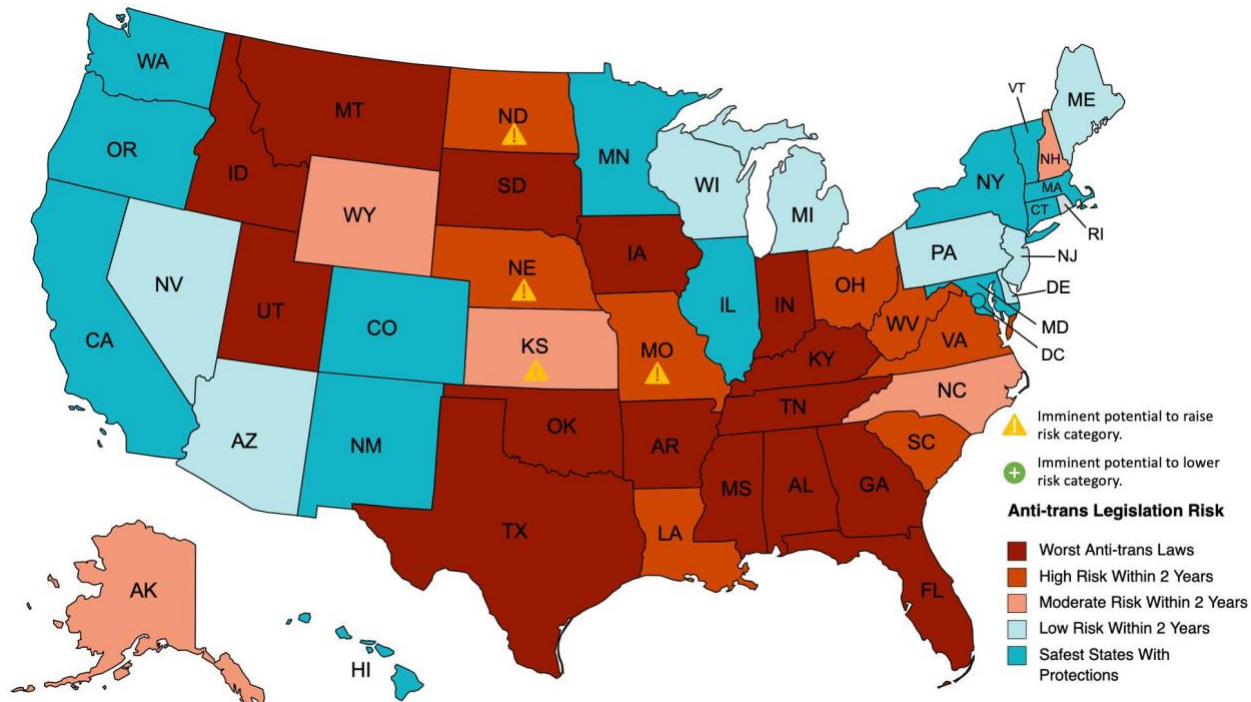 WA
MT
ND
MN
OR
ID
SD
WI
MI
WY
VT
ME
NH
NY
MA
CT
RI
NV
UT
CO
NE
IA
IL
IN
OH
PA
NJ
DE
MD
DC
CA
KS
MO
KY
WV
VA
AZ
NM
OK
AR
TN
NC
SC
TX
LA
MS
AL
GA
FL
AK
HI
Imminent potential to raise
risk category.
Imminent potential to lower
risk category.
Anti-trans Legislation Risk
Worst Anti-trans Laws
High Risk Within 2 Years
Moderate Risk Within 2 Years
Low Risk Within 2 Years
Safest States With
Protections